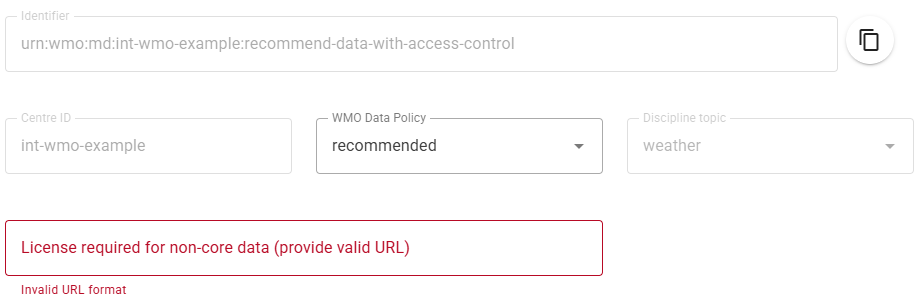 Identifier
urn:wmo:md:int-wmo-example:recommend-data-with-access-control
Centre ID
int-wmo-example
WMO Data Policy
recommended
Discipline topic
weather
License required for non-core data (provide valid URL)
Invalid URL format